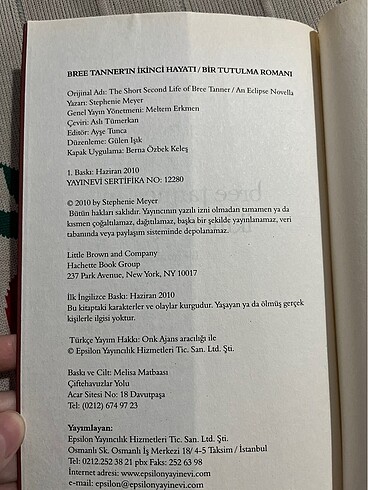 BREE TANNER'IN İKİNCİ HAYATI / BİR TUTULMA ROMANI
Orijinal Adı: The Short Second Life of Bree Tanner / An Eclipse Novella
Yazarı: Stephenie Meyer
Genel Yayın Yönetmeni: Meltem Erkmen
Çeviri: Aslı Tümerkan
Editör: Ayşe Tunca
Düzenleme: Gülen Işık
Kapak Uygulama: Berna Özbek Keleş
1. Baskı: Haziran 2010
YAYINEVİ SERTİFİKA NO: 12280
© 2010 by Stephenie Meyer
Bütün hakları saklıdır. Yayıncının yazılı izni olmadan tamamen ya da
kısmen çoğaltılamaz, dağıtılamaz, başka bir şekilde yayınlanamaz, veri
tabanında veya paylaşım sisteminde depolanamaz.
Little Brown and Company
Hachette Book Group
237 Park Avenue, New York, NY 10017
İlk İngilizce Baskı: Haziran 2010
Bu kitaptaki karakterler ve olaylar kurgudur. Yaşayan ya da ölmüş gerçek
kişilerle ilgisi yoktur.
Türkçe Yayım Hakkı: Onk Ajans aracılığı ile
© Epsilon Yayıncılık Hizmetleri Tic. San. Ltd. Şti.
Baskı ve Cilt: Melisa Matbaası
Çiftehavuzlar Yolu
Acar Sitesi No: 18 Davutpaşa
Tel: (0212) 674 97 23
Yayımlayan:
Epsilon Yayıncılık Hizmetleri Tic. San. Ltd. Şti.
Osmanlı Sk. Osmanlı İş Merkezi 18/ 4-5 Taksim / İstanbul
Tel: 0212.252 38 21 pbx Faks: 252 63 98
İnternet adresi: www.epsilonyayinevi.com
e-mail: epsilon@epsilonyayinevi.com